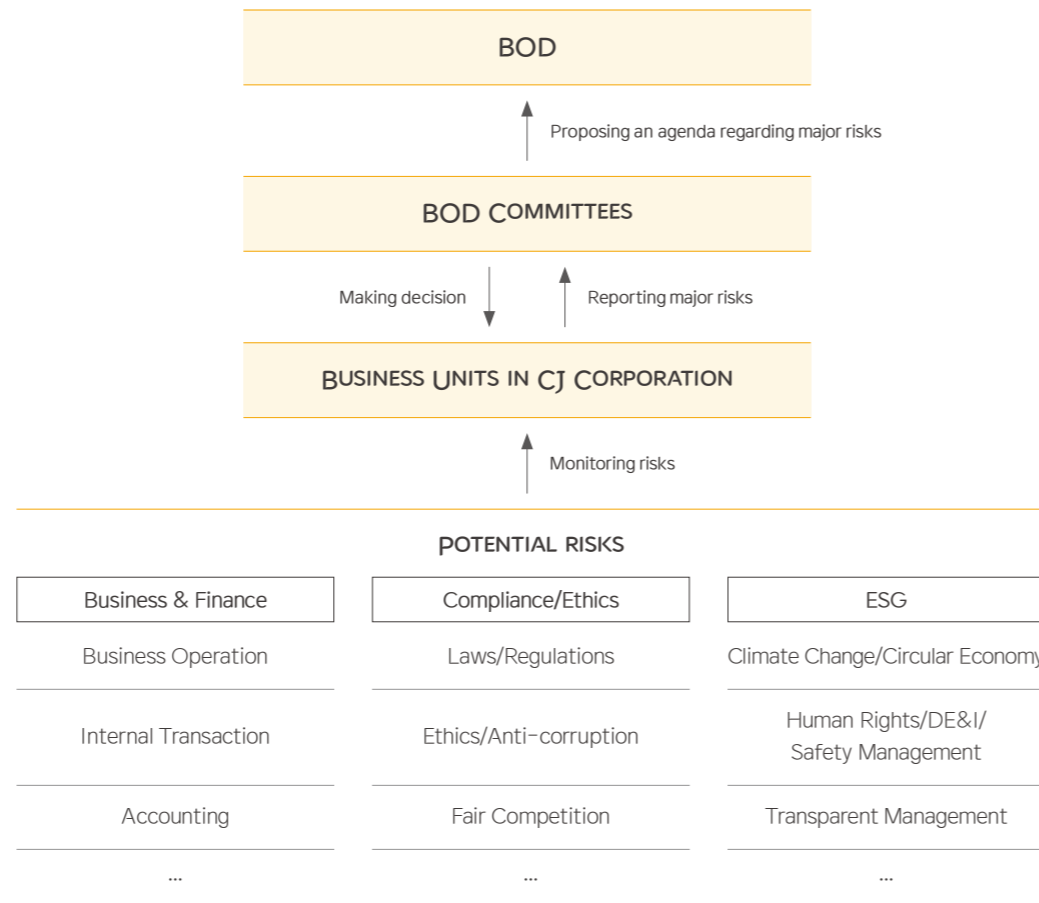 BOD
Proposing an agenda regarding major risks
BOD COMMITTEES
Making decision
Reporting major risks
BUSINESS UNITS IN CJ CORPORATION
Monitoring risks
POTENTIAL RISKS
Business & Finance
Compliance/Ethics
ESG
Business Operation
Laws/Regulations
Climate Change/Circular Economy
Internal Transaction
Ethics/Anti-corruption
Human Rights/DE&I/
Safety Management
Accounting
Fair Competition
Transparent Management
...
...
...